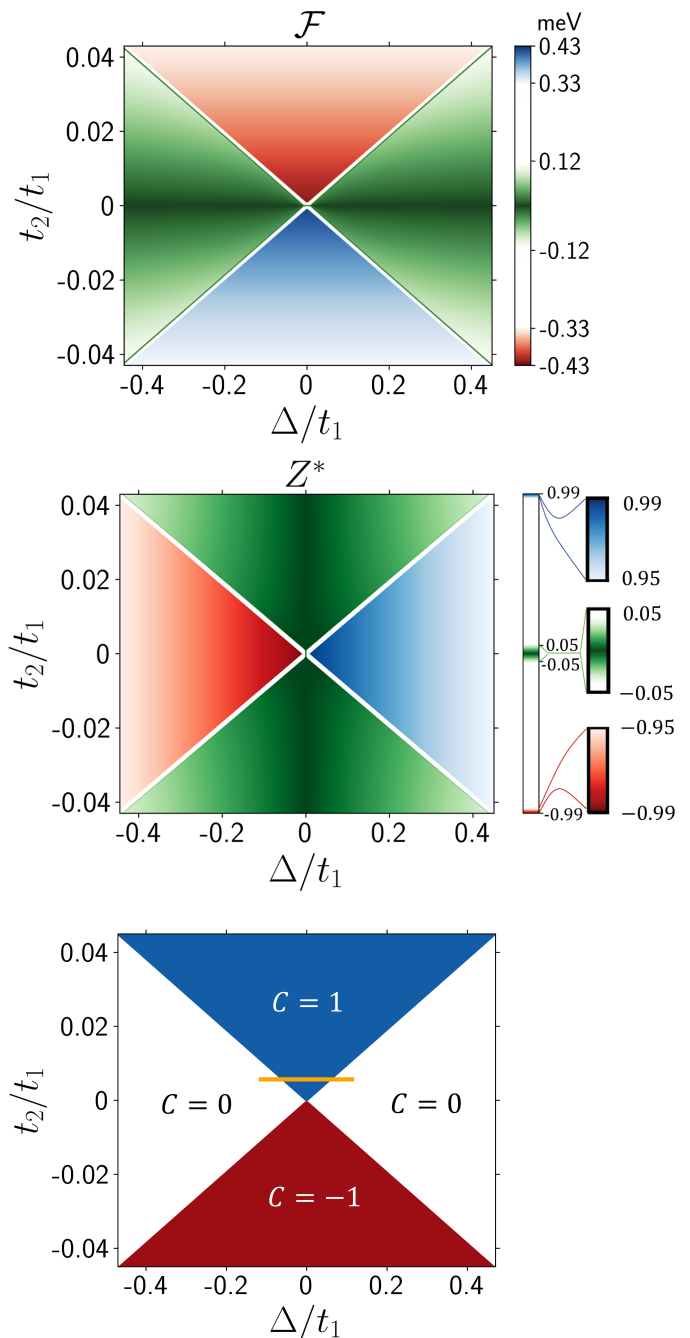 𝓕
meV
0.04
0.02
0
-0.02
-0.04
t₂/t₁
-0.4 -0.2 0 0.2 0.4
Δ/t₁
0.43
0.33
0.12
-0.12
-0.33
-0.43
Z*
0.04
0.02
0
-0.02
-0.04
t₂/t₁
-0.4 -0.2 0 0.2 0.4
Δ/t₁
0.99
0.05
-0.05
-0.99
0.99
0.95
0.05
−0.05
−0.95
−0.99
0.04
0.02
0
-0.02
-0.04
t₂/t₁
C = 1
C = 0
C = 0
C = −1
-0.4 -0.2 0 0.2 0.4
Δ/t₁